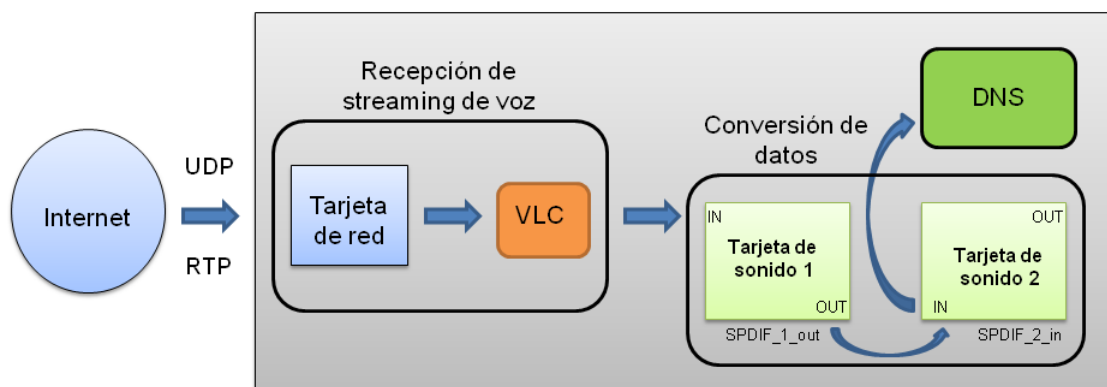 Internet
UDP
RTP
Recepción de
streaming de voz
Tarjeta
de red
VLC
Conversión de
datos
DNS
IN
Tarjeta de
sonido 1
OUT
SPDIF_1_out
OUT
Tarjeta de
sonido 2
IN
SPDIF_2_in